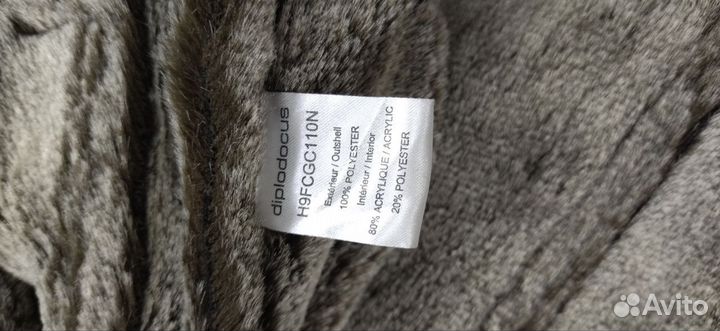 diplodocus
H9FCGC110N
Extérieur / Outshell
100% POLYESTER
Intérieur / Interior
80% ACRYLIQUE / ACRYLIC
20% POLYESTER
Avito